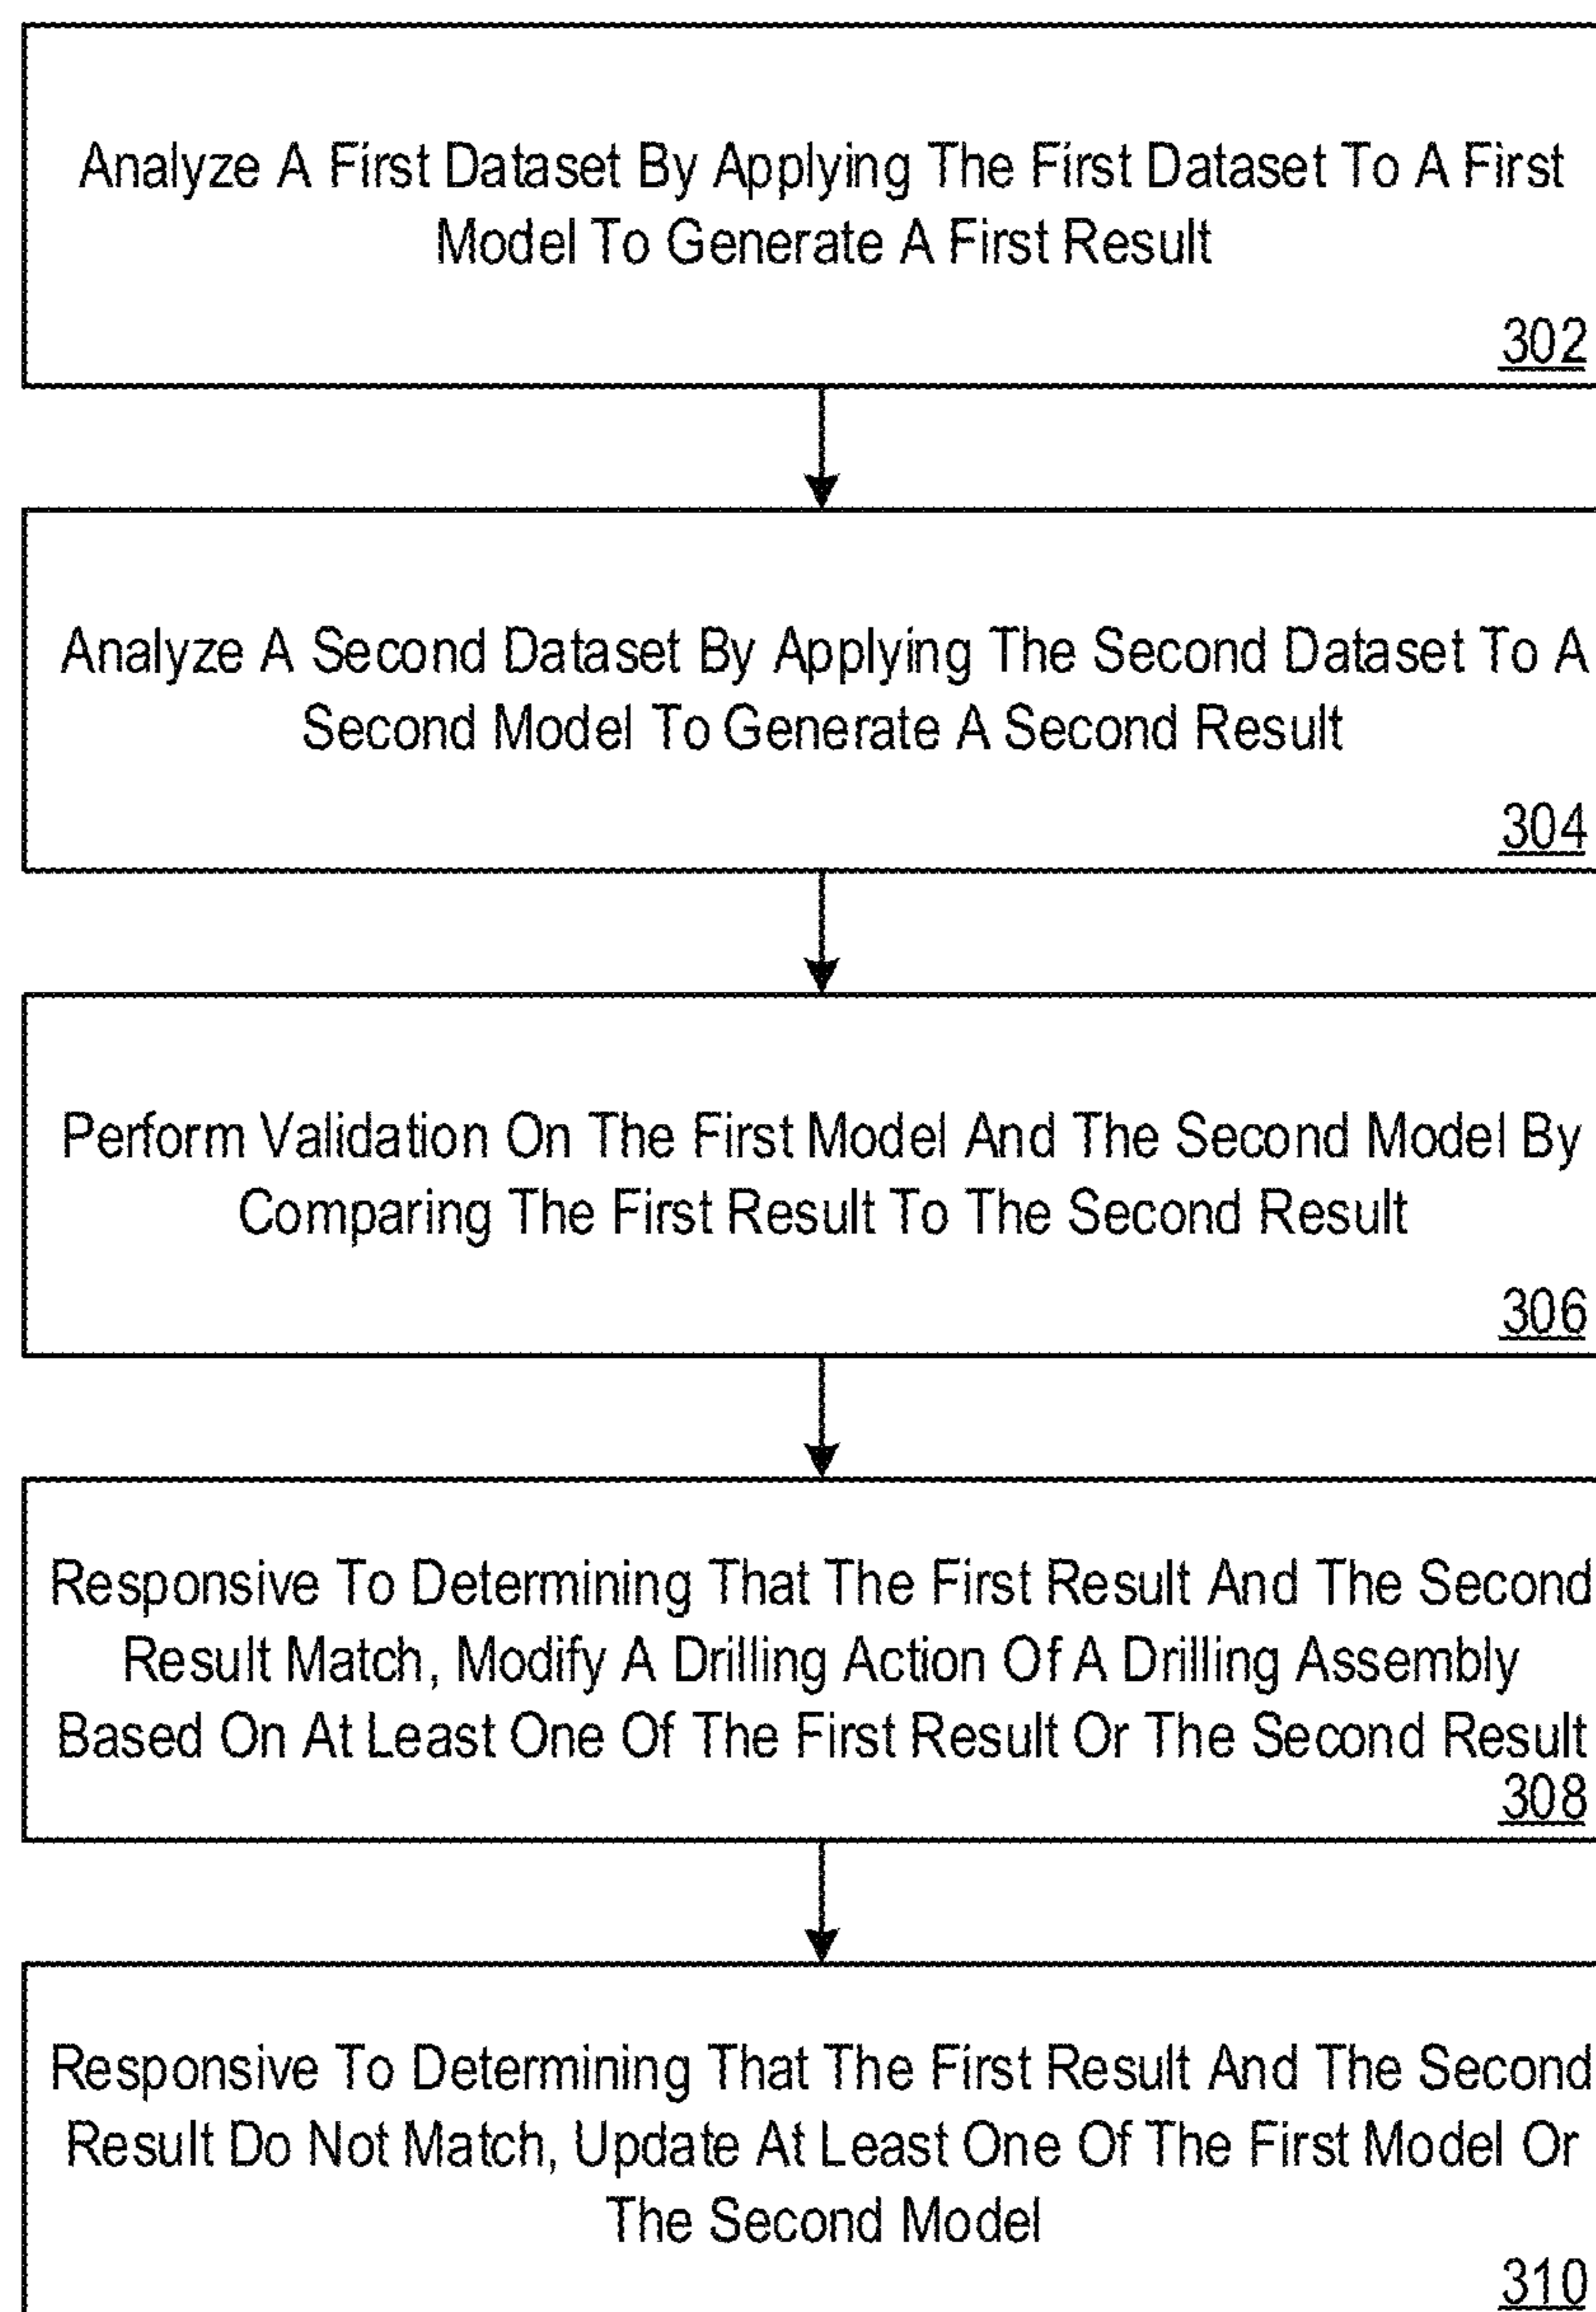 Analyze A First Dataset By Applying The First Dataset To A First
Model To Generate A First Result
302
Analyze A Second Dataset By Applying The Second Dataset To A
Second Model To Generate A Second Result
304
Perform Validation On The First Model And The Second Model By
Comparing The First Result To The Second Result
306
Responsive To Determining That The First Result And The Second
Result Match, Modify A Drilling Action Of A Drilling Assembly
Based On At Least One Of The First Result Or The Second Result
308
Responsive To Determining That The First Result And The Second
Result Do Not Match, Update At Least One Of The First Model Or
The Second Model
310